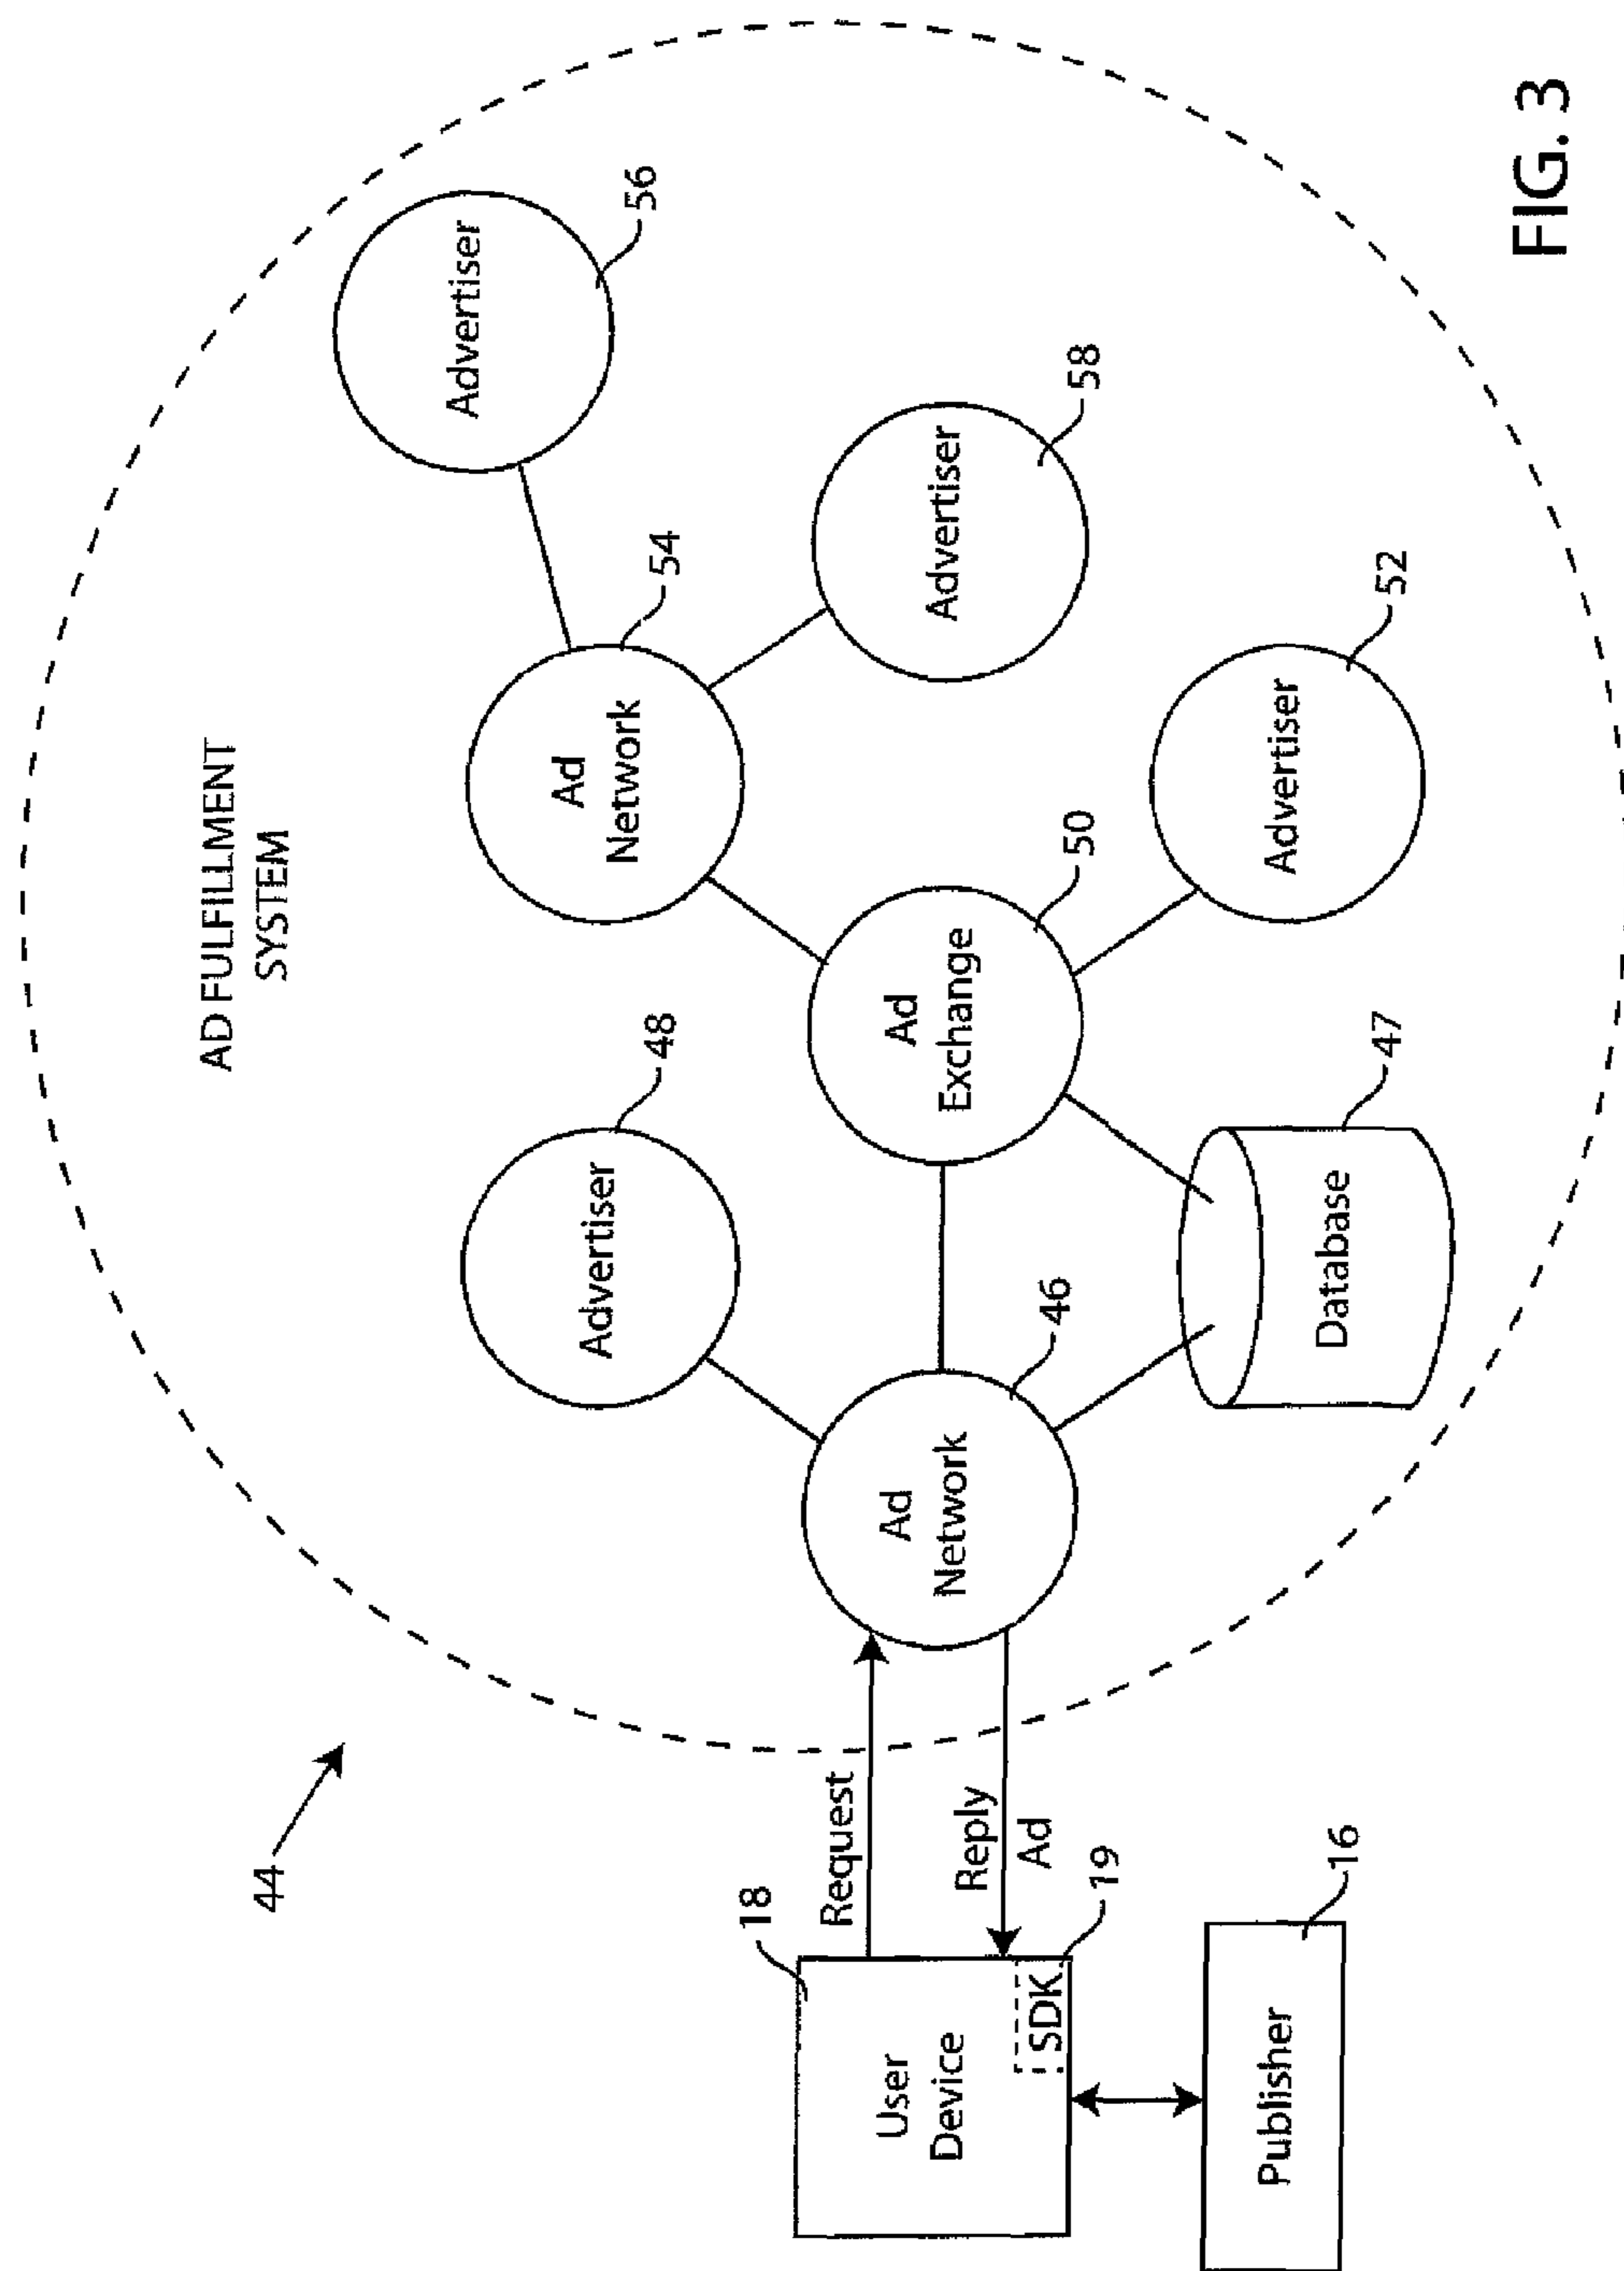 AD FULFILLMENT
SYSTEM
44
Advertiser
48
Ad
Network
54
Advertiser
56
User
Device
18
SDK
19
Request
Reply
Ad
Ad
Network
46
Ad
Exchange
50
Advertiser
58
Publisher
16
Database
47
Advertiser
52
FIG. 3